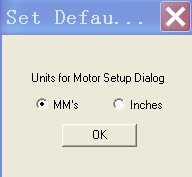 Set Defau...
Units for Motor Setup Dialog
MM's Inches
OK